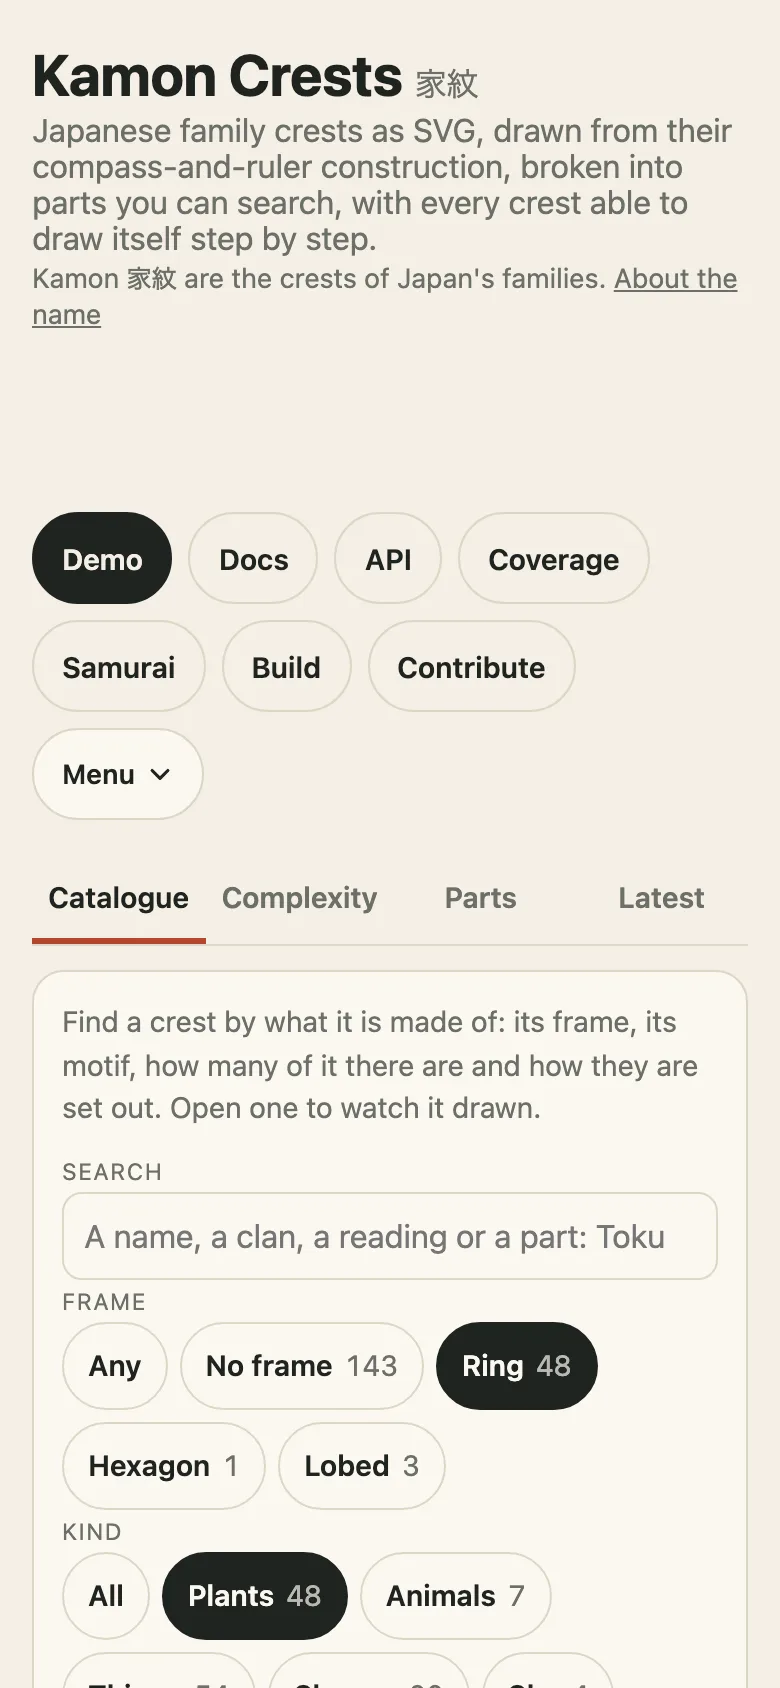 Kamon Crests 家紋
Japanese family crests as SVG, drawn from their
compass-and-ruler construction, broken into
parts you can search, with every crest able to
draw itself step by step.
Kamon 家紋 are the crests of Japan's families. About the
name
Demo Docs API Coverage
Samurai Build Contribute
Menu
Catalogue Complexity Parts Latest
Find a crest by what it is made of: its frame, its
motif, how many of it there are and how they are
set out. Open one to watch it drawn.
SEARCH
A name, a clan, a reading or a part: Toku
FRAME
Any No frame 143 Ring 48
Hexagon 1 Lobed 3
KIND
All Plants 48 Animals 7